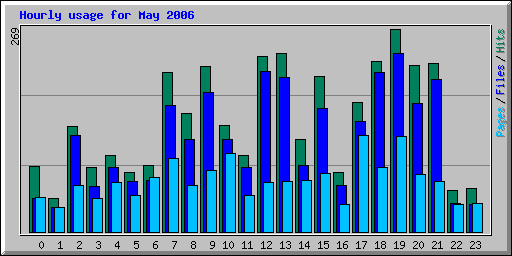 Hourly usage for May 2006
269
Pages / Files / Hits
0 1 2 3 4 5 6 7 8 9 10 11 12 13 14 15 16 17 18 19 20 21 22 23